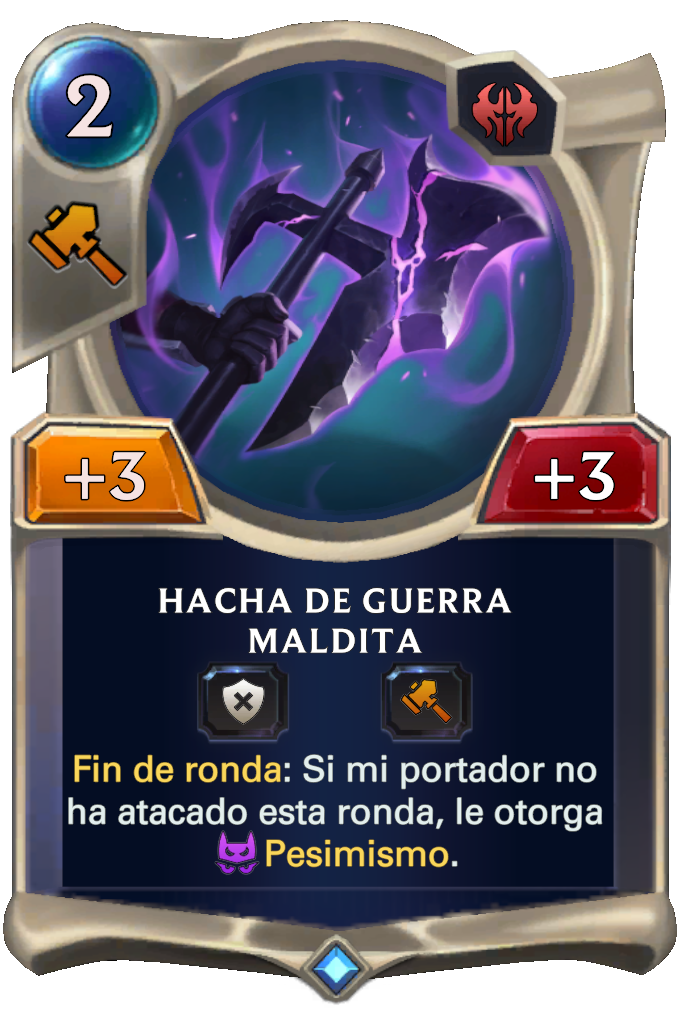 2
+3
+3
HACHA DE GUERRA
MALDITA
Fin de ronda: Si mi portador no
ha atacado esta ronda, le otorga
Pesimismo.